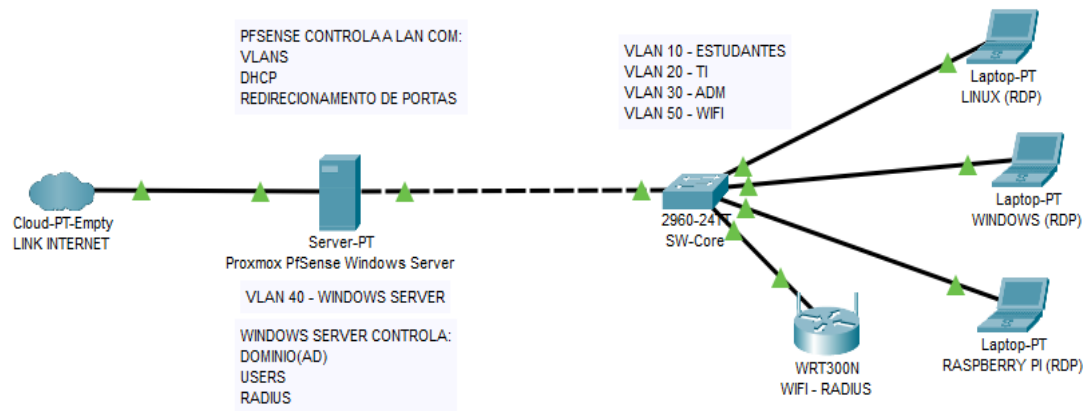 PFSENSE CONTROLA A LAN COM:
VLANS
DHCP
REDIRECIONAMENTO DE PORTAS
VLAN 10 - ESTUDANTES
VLAN 20 - TI
VLAN 30 - ADM
VLAN 50 - WIFI
Laptop-PT
LINUX (RDP)
Cloud-PT-Empty
LINK INTERNET
Server-PT
Proxmox PfSense Windows Server
2960-24TT
SW-Core
Laptop-PT
WINDOWS (RDP)
VLAN 40 - WINDOWS SERVER
WINDOWS SERVER CONTROLA:
DOMINIO(AD)
USERS
RADIUS
WRT300N
WIFI - RADIUS
Laptop-PT
RASPBERRY PI (RDP)